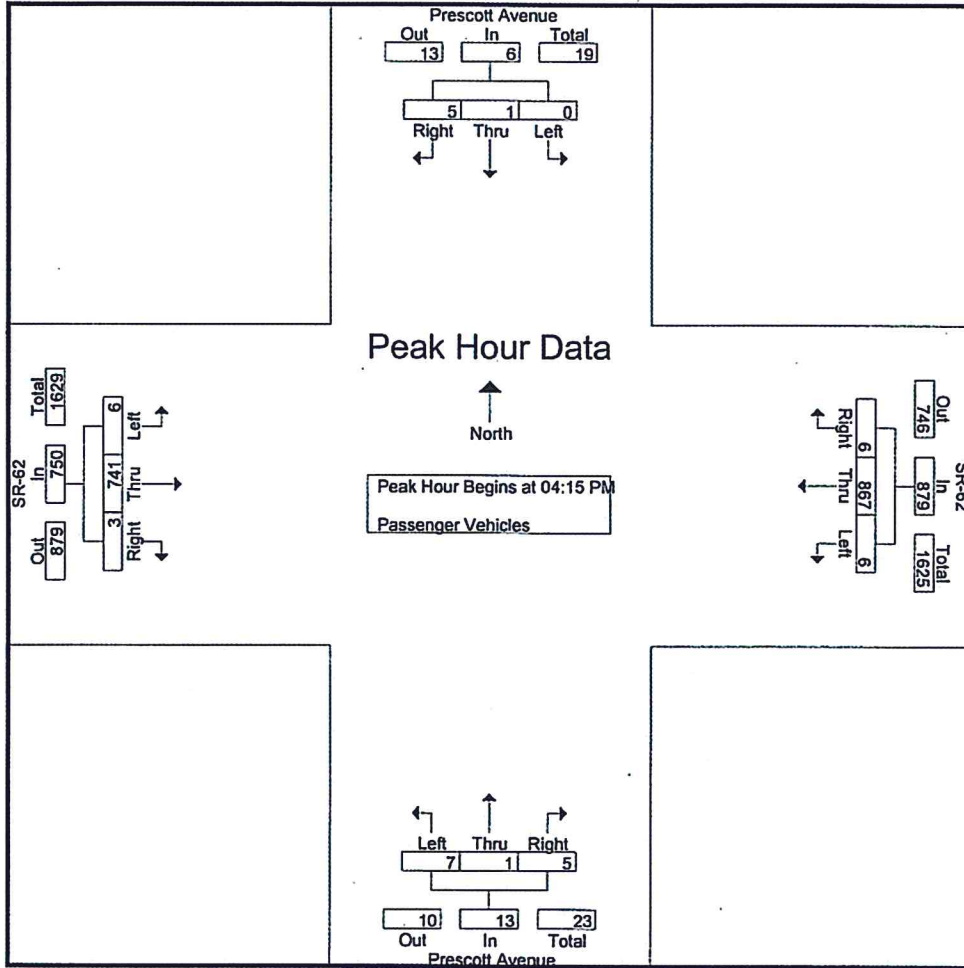 Prescott Avenue
Out In Total
13 6 19
5 1 0
Right Thru Left
Peak Hour Data
North
Peak Hour Begins at 04:15 PM
Passenger Vehicles
SR-62
Out In Total
879 750 1629
Left Thru Right
6 741 3
SR-62
Out In Total
746 879 1625
Right Thru Left
6 867 6
Left Thru Right
7 1 5
10 13 23
Out In Total
Prescott Avenue